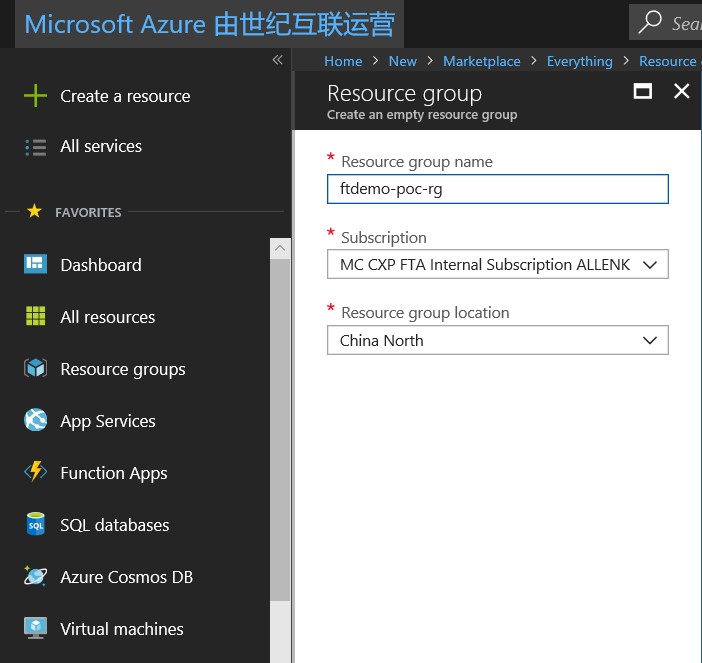 Microsoft Azure 由世纪互联运营
Home > New > Marketplace > Everything > Resource
Create a resource
All services
FAVORITES
Dashboard
All resources
Resource groups
App Services
Function Apps
SQL databases
SQL
Azure Cosmos DB
Virtual machines
Resource group
Create an empty resource group
* Resource group name
ftdemo-poc-rg
* Subscription
MC CXP FTA Internal Subscription ALLENK
* Resource group location
China North